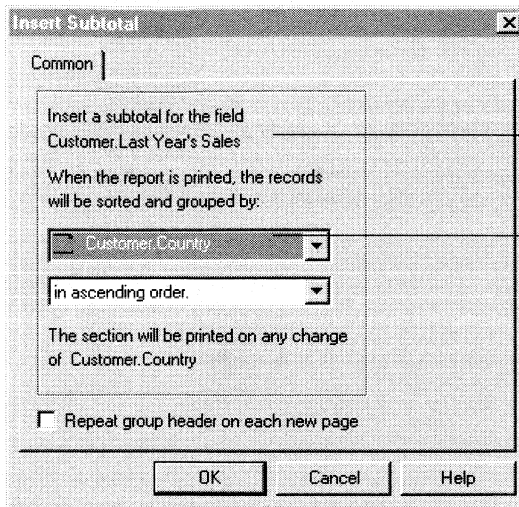 Insert Subtotal
Common
Insert a subtotal for the field
Customer.Last Year's Sales
When the report is printed, the records
will be sorted and grouped by:
Customer.Country
in ascending order.
The section will be printed on any change
of Customer.Country
Repeat group header on each new page
OK Cancel Help